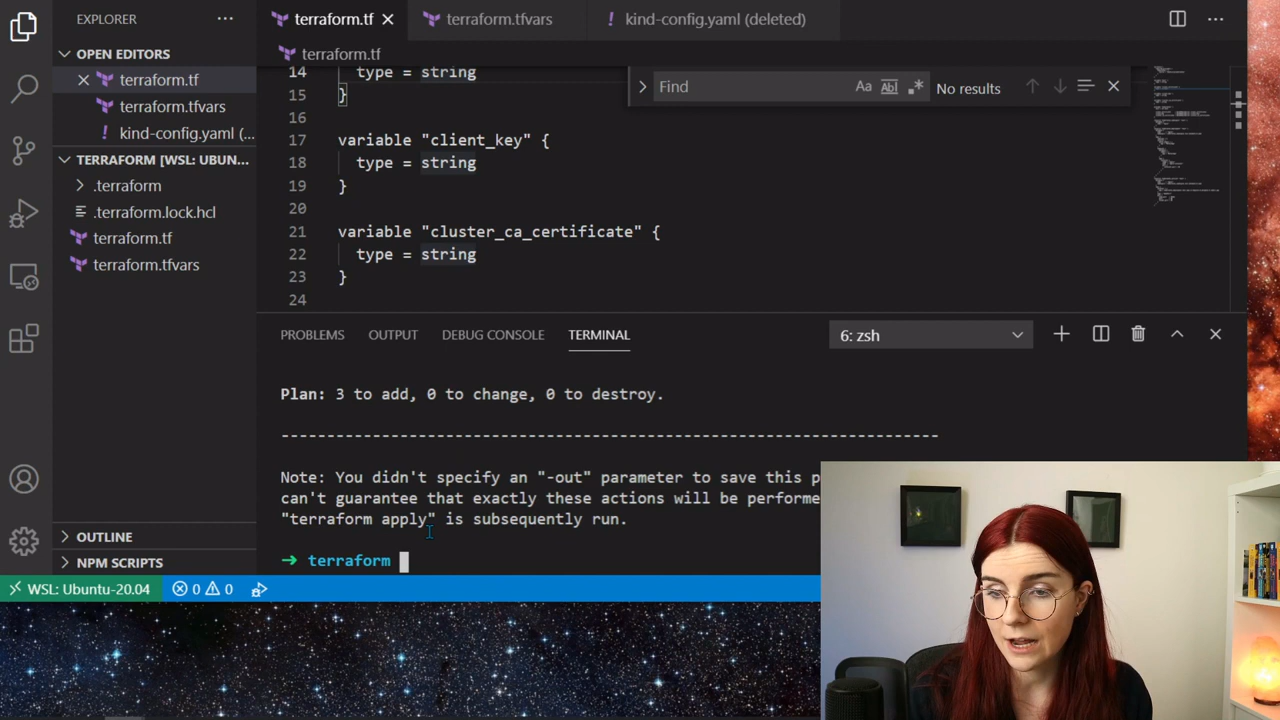 EXPLORER
OPEN EDITORS
terraform.tf
terraform.tfvars
kind-config.yaml (...
TERRAFORM [WSL: UBUN...
.terraform
.terraform.lock.hcl
terraform.tf
terraform.tfvars
OUTLINE
NPM SCRIPTS
terraform.tf
terraform.tfvars
kind-config.yaml (deleted)
terraform.tf
Find
Aa
Abl
No results
14 type = string
15 }
16
17 variable "client_key" {
18 type = string
19 }
20
21 variable "cluster_ca_certificate" {
22 type = string
23 }
24
PROBLEMS OUTPUT DEBUG CONSOLE TERMINAL
6: zsh
Plan: 3 to add, 0 to change, 0 to destroy.
------------------------------------------------------------------------
Note: You didn't specify an "-out" parameter to save this p
can't guarantee that exactly these actions will be performe
"terraform apply" is subsequently run.
→ terraform
WSL: Ubuntu-20.04
0
0